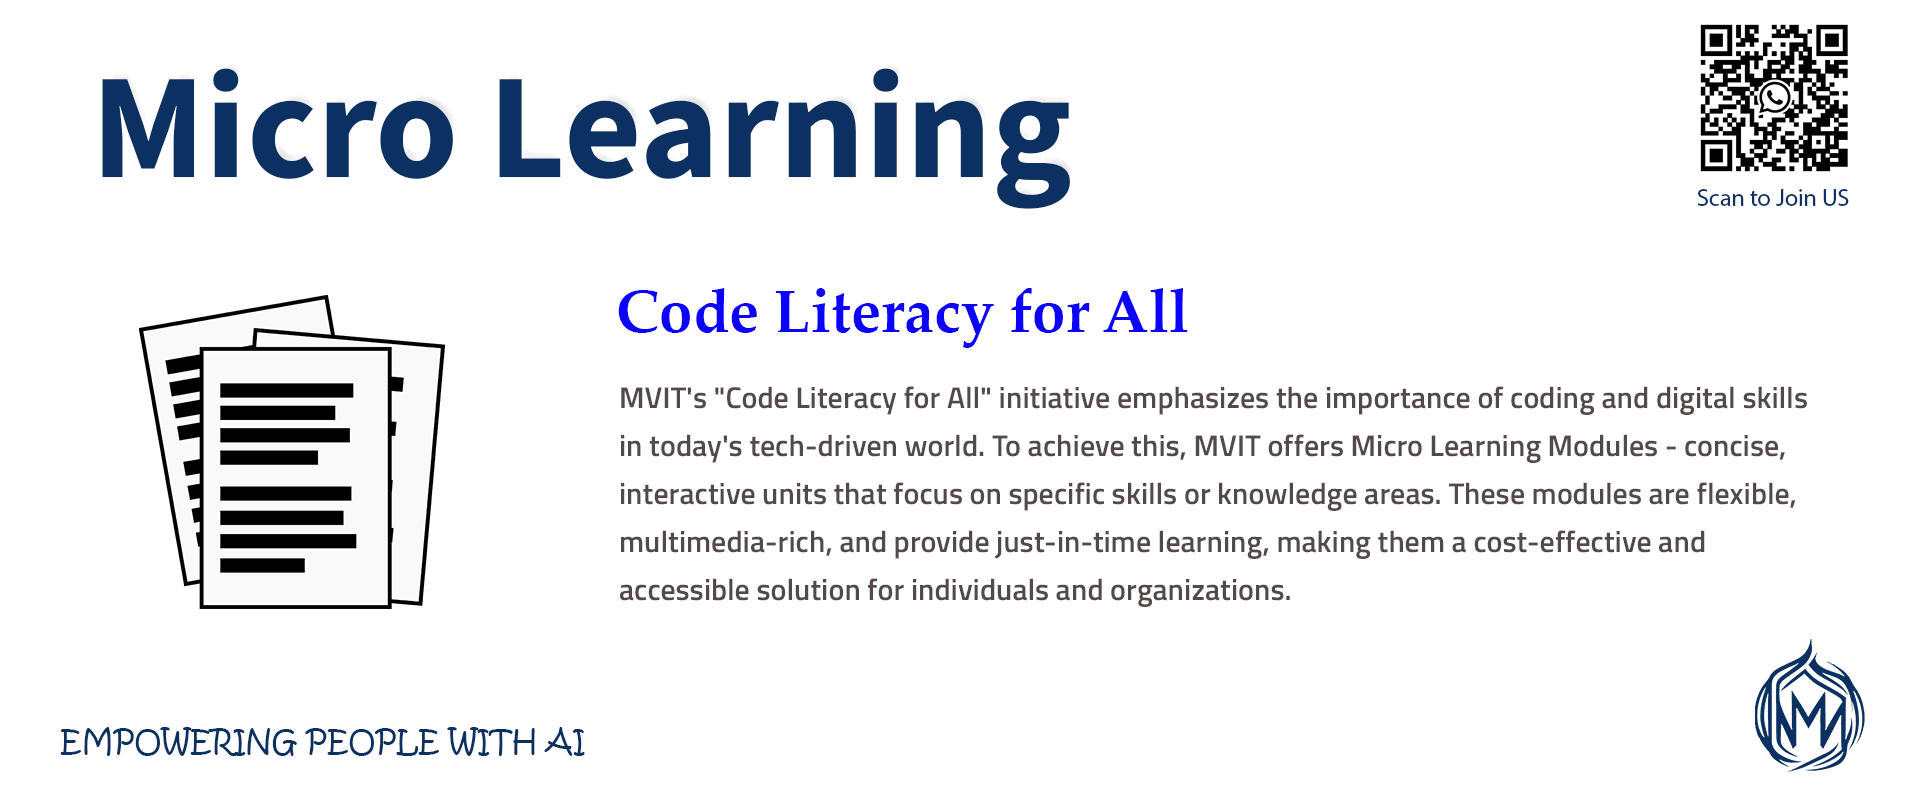 Micro Learning
Scan to Join US
Code Literacy for All
MVIT's "Code Literacy for All" initiative emphasizes the importance of coding and digital skills
in today's tech-driven world. To achieve this, MVIT offers Micro Learning Modules - concise,
interactive units that focus on specific skills or knowledge areas. These modules are flexible,
multimedia-rich, and provide just-in-time learning, making them a cost-effective and
accessible solution for individuals and organizations.
EMPOWERING PEOPLE WITH AI